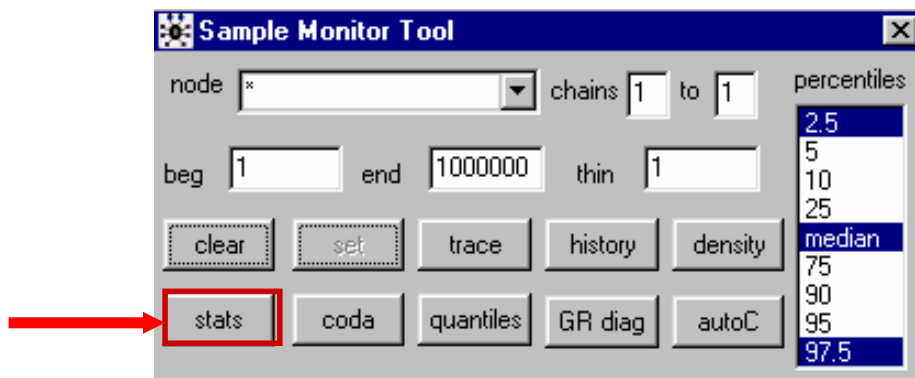 Sample Monitor Tool
node * chains 1 to 1 percentiles
beg 1 end 1000000 thin 1
2.5
5
10
25
median
75
90
95
97.5
clear set trace history density
stats coda quantiles GR diag autoC